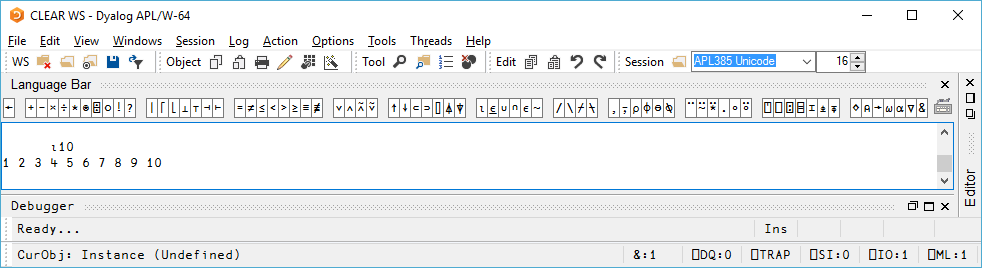 CLEAR WS - Dyalog APL/W-64
File Edit View Windows Session Log Action Options Tools Threads Help
WS Object Tool Edit Session APL385 Unicode 16
Language Bar
← + - × ÷ * ⍟ ⌹ ○ ! ? | ⌈ ⌊ ⊥ ⊤ ⊣ ⊢ = ≠ ≤ < > ≥ ≡ ≢ ∨ ∧ ⍲ ⍱ ↑ ↓ ⊂ ⊃ ⌷ ⍋ ⍒ ⍳ ⍷ ∪ ∩ ∊ ~ / \ ⌿ ⍀ , ⍪ ⍴ ⌽ ⊖ ⍉ ¨ ⍨ ⍣ . ∘ ⍤ ⍞ ⎕ ⍠ ⌸ ⌶ ⍎ ⍕ ⋄ ⍝ → ⍵ ⍺ ∇ &
⍳10
1 2 3 4 5 6 7 8 9 10
Editor
Debugger
Ready... Ins
CurObj: Instance (Undefined) &:1 ⎕DQ:0 ⎕TRAP ⎕SI:0 ⎕IO:1 ⎕ML:1